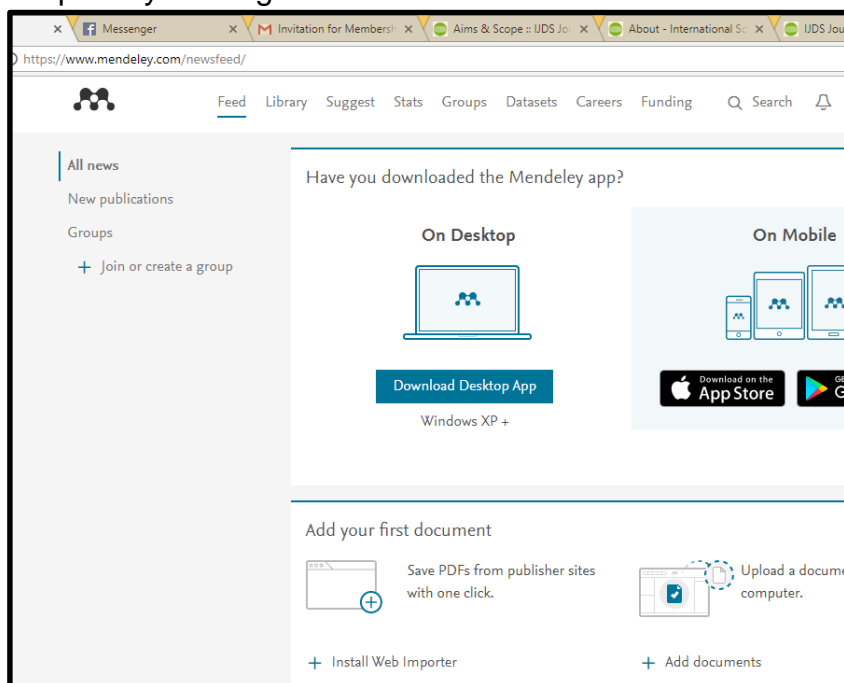 Messenger
Invitation for Membersh
Aims & Scope :: IJDS Jo
About - International Sc
IJDS Jou
https://www.mendeley.com/newsfeed/
Feed Library Suggest Stats Groups Datasets Careers Funding Search
All news
New publications
Groups
+ Join or create a group
Have you downloaded the Mendeley app?
On Desktop
Download Desktop App
Windows XP +
On Mobile
Download on the
App Store
GE
G
Add your first document
Save PDFs from publisher sites
with one click.
+ Install Web Importer
Upload a docume
computer.
+ Add documents